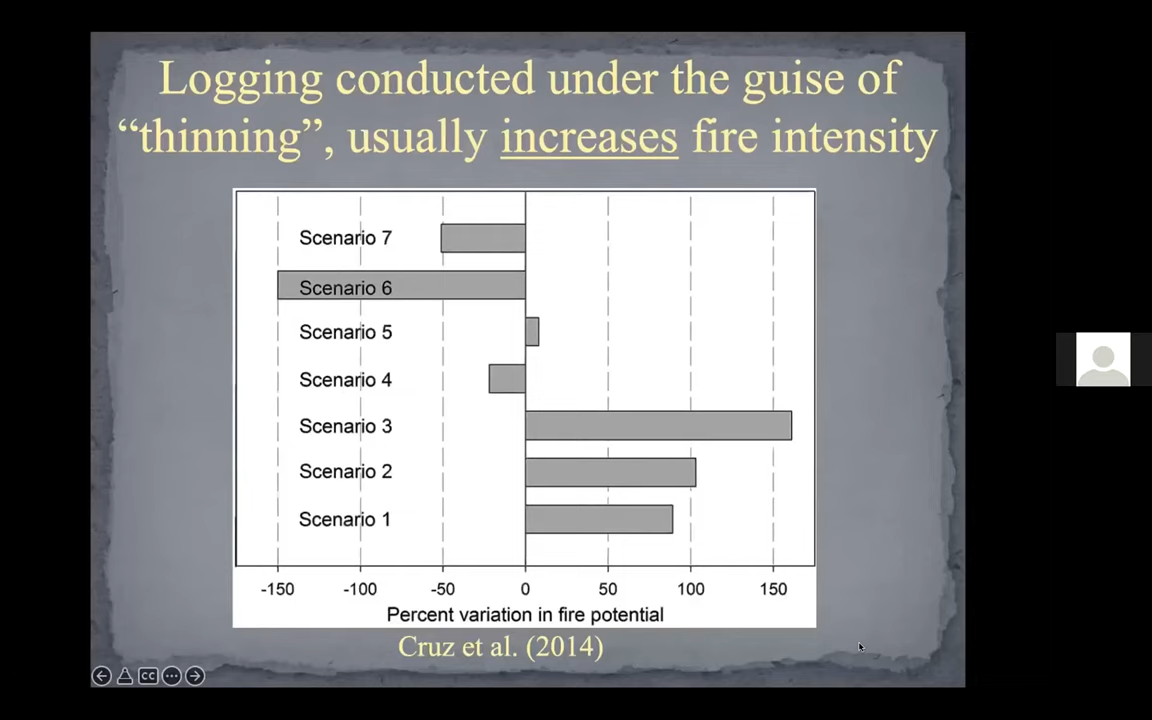 Logging conducted under the guise of
“thinning”, usually increases fire intensity
Scenario 7
Scenario 6
Scenario 5
Scenario 4
Scenario 3
Scenario 2
Scenario 1
-150 -100 -50 0 50 100 150
Percent variation in fire potential
Cruz et al. (2014)
CC